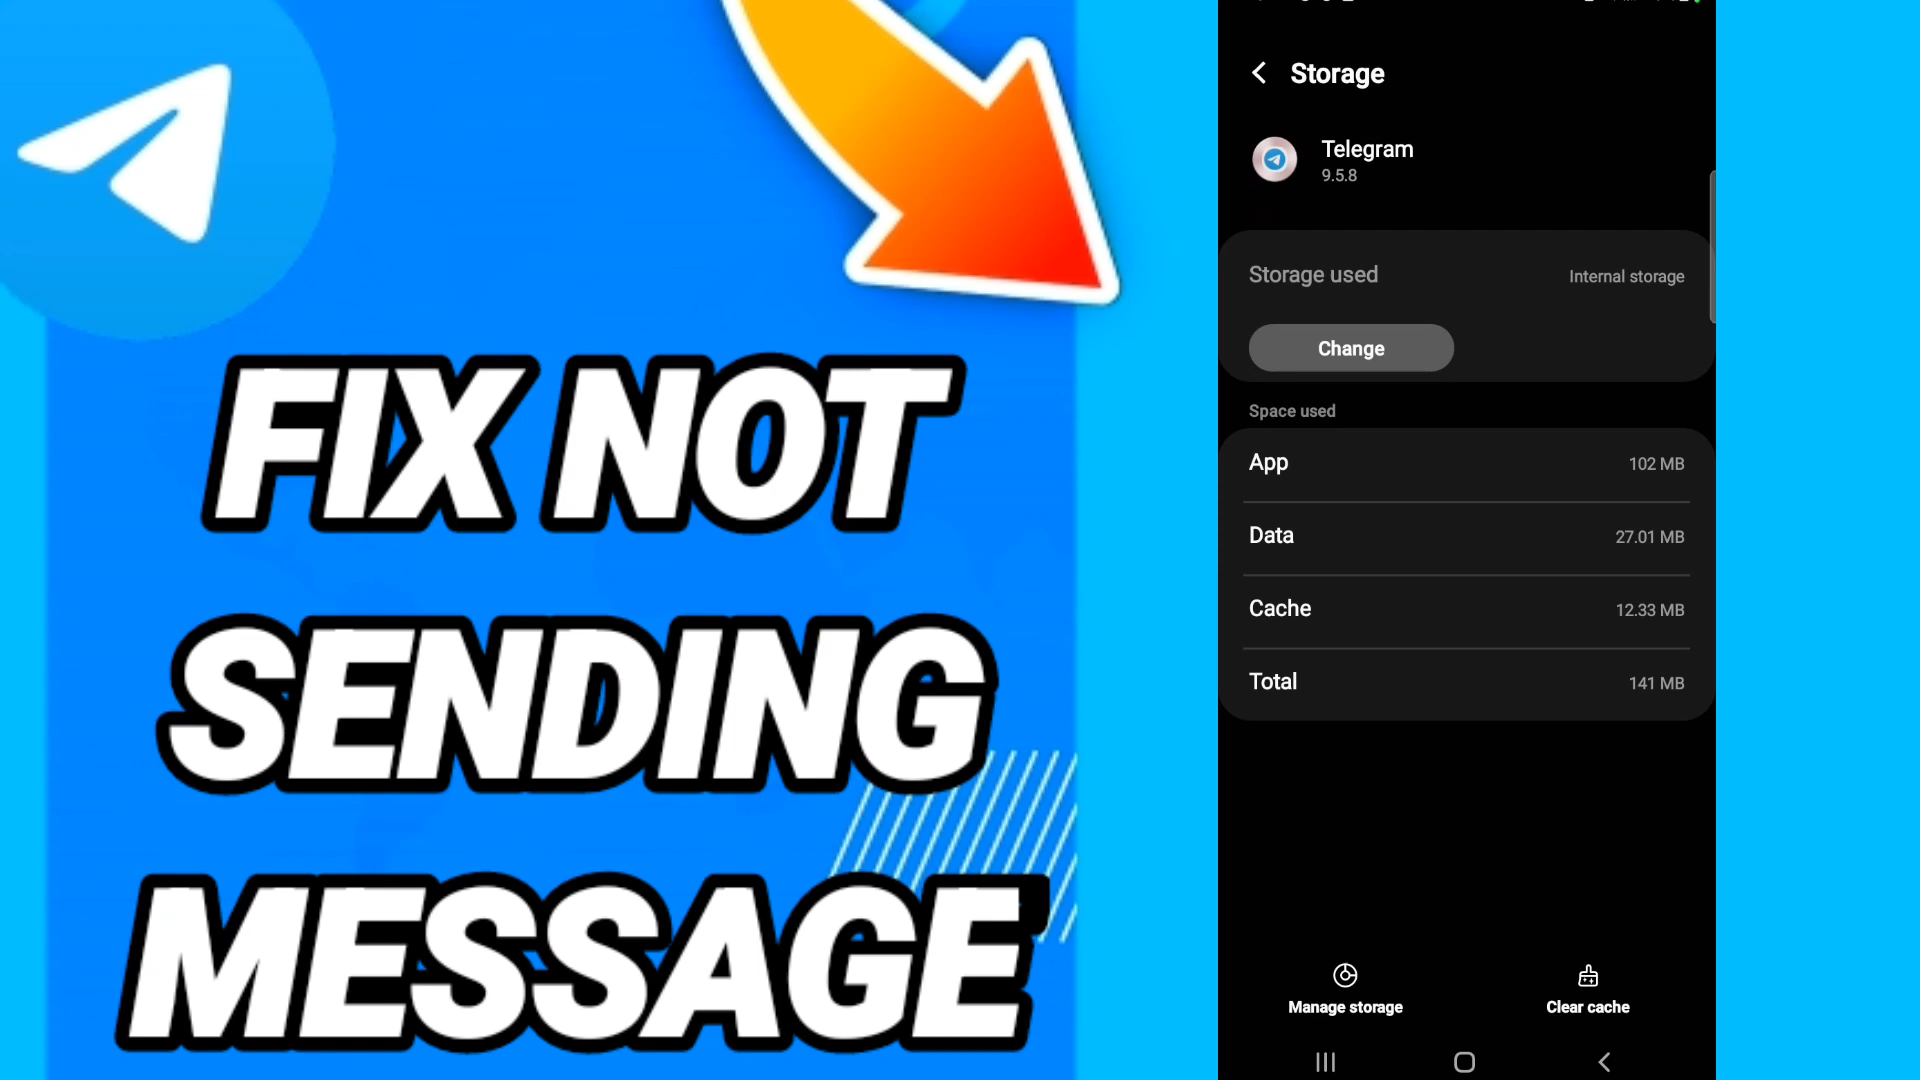 FIX NOT
SENDING
MESSAGE
Storage
Telegram
9.5.8
Storage used
Internal storage
Change
Space used
App
102 MB
Data
27.01 MB
Cache
12.33 MB
Total
141 MB
Manage storage
Clear cache